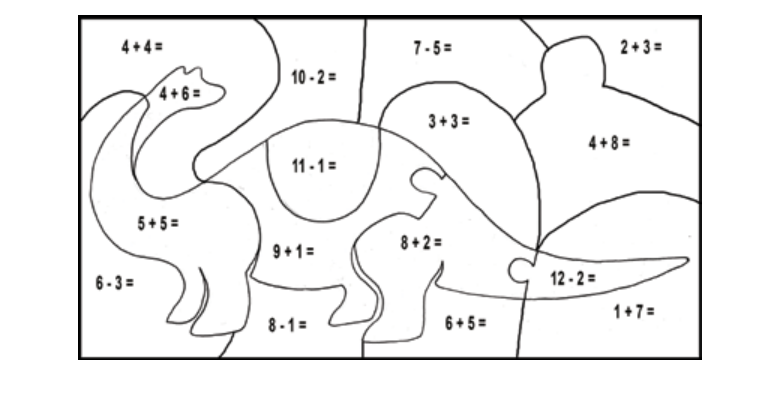 4 + 4 =
7 - 5 =
2 + 3 =
10 - 2 =
4 + 6 =
3 + 3 =
4 + 8 =
11 - 1 =
5 + 5 =
9 + 1 =
8 + 2 =
6 - 3 =
12 - 2 =
8 - 1 =
6 + 5 =
1 + 7 =